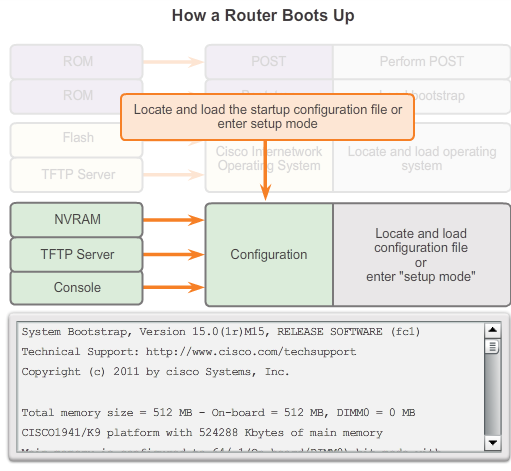 How a Router Boots Up
ROM
POST
Perform POST
ROM
bootstrap
Locate and load the startup configuration file or
enter setup mode
Flash
TFTP Server
Cisco Internetwork
Operating System
Locate and load operating
system
NVRAM
TFTP Server
Console
Configuration
Locate and load
configuration file
or
enter "setup mode"
System Bootstrap, Version 15.0(1r)M15, RELEASE SOFTWARE (fc1)
Technical Support: http://www.cisco.com/techsupport
Copyright (c) 2011 by cisco Systems, Inc.
Total memory size = 512 MB - On-board = 512 MB, DIMM0 = 0 MB
CISCO1941/K9 platform with 524288 Kbytes of main memory